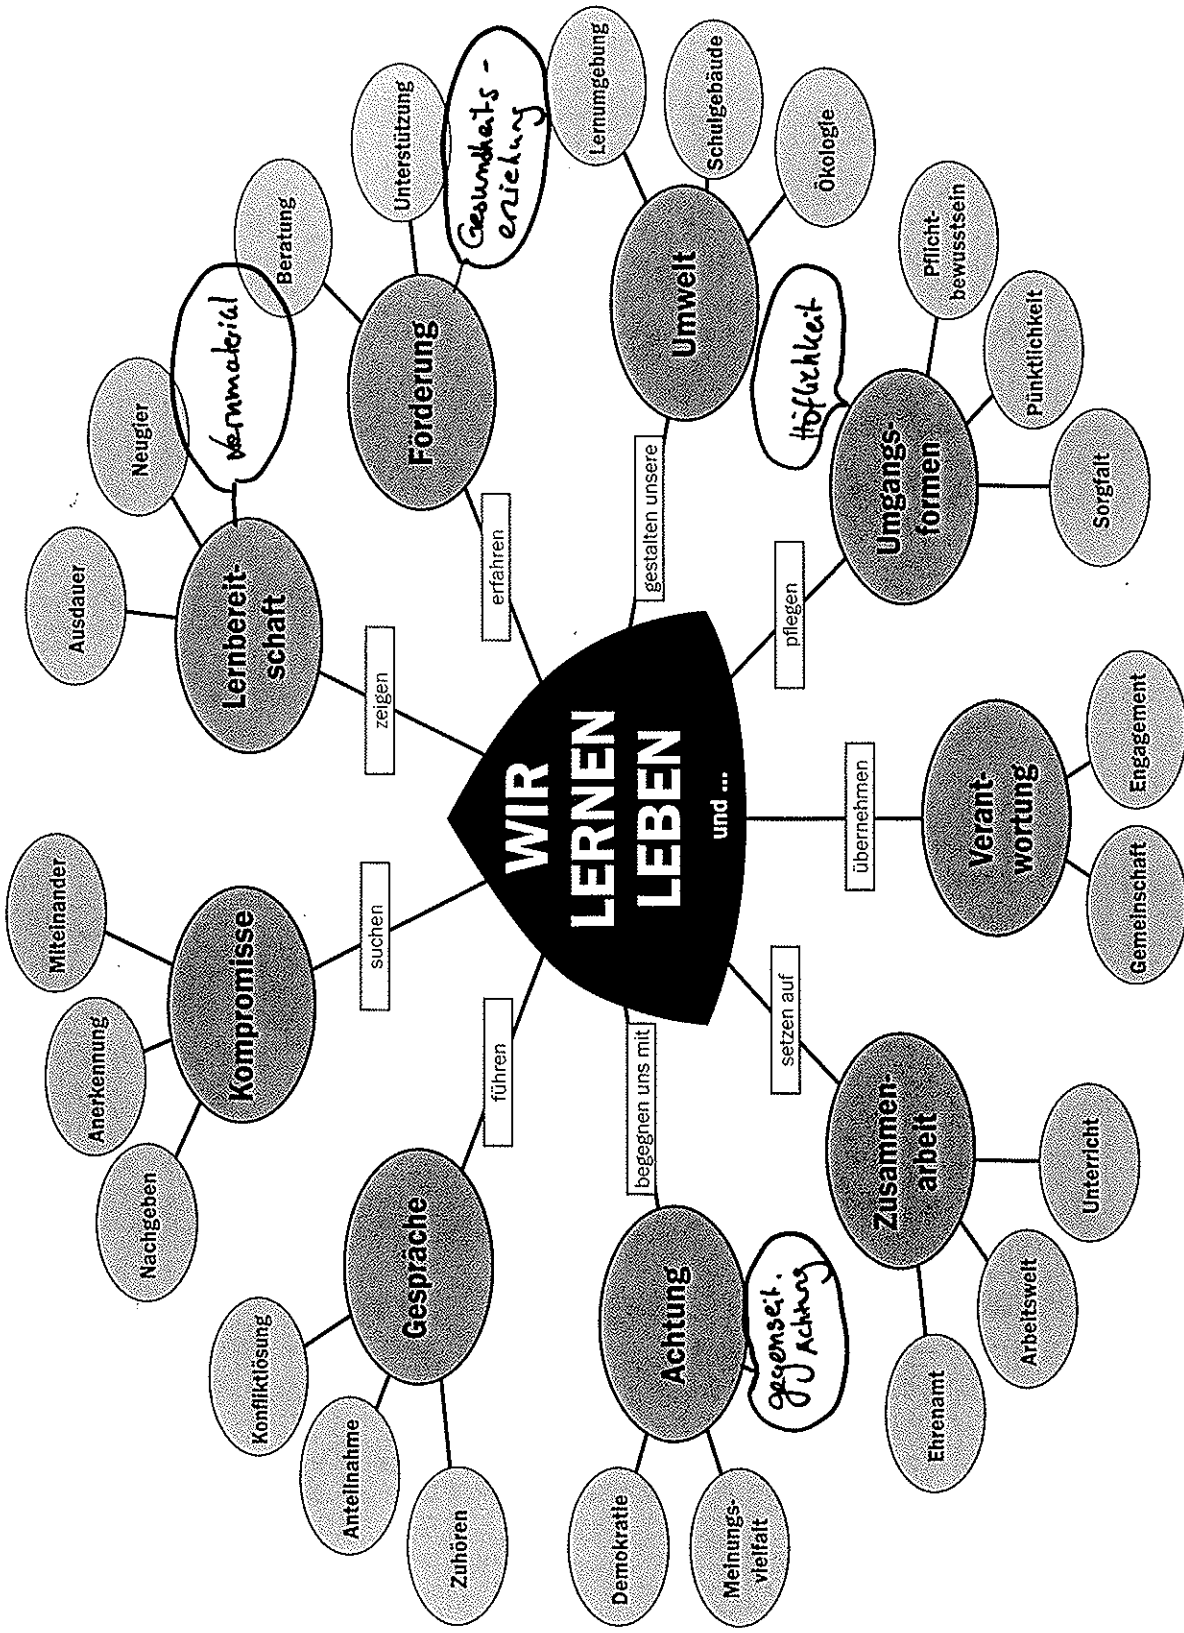 WIR
LERNEN
LEBEN
und ...
suchen
Kompromisse
Nachgeben
Anerkennung
Miteinander
zeigen
Lernbereit-
schaft
Ausdauer
Neugier
Lernmaterial
erfahren
Förderung
Beratung
Unterstützung
Gesundheits-
erziehung
gestalten unsere
Umwelt
Lernumgebung
Schulgebäude
Ökologie
pflegen
Umgangs-
formen
Höflichkeit
Pflicht-
bewusstsein
Pünktlichkeit
Sorgfalt
übernehmen
Verant-
wortung
Engagement
Gemeinschaft
setzen auf
Zusammen-
arbeit
Unterricht
Arbeitswelt
Ehrenamt
begegnen uns mit
Achtung
gegenseit.
Achtung
Meinungs-
vielfalt
Demokratie
führen
Gespräche
Zuhören
Anteilnahme
Konfliktlösung